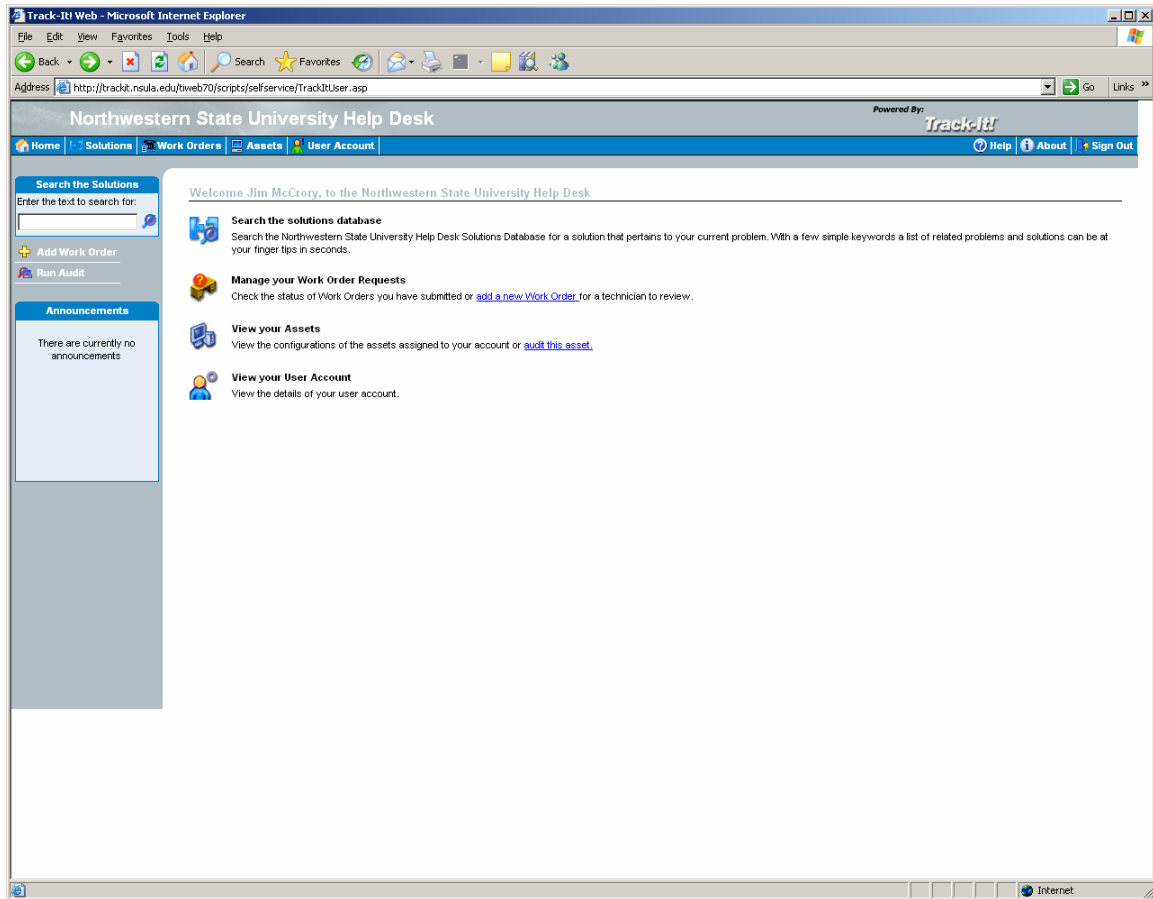 Track-It! Web - Microsoft Internet Explorer
File Edit View Favorites Tools Help
Back Search Favorites
Address http://trackit.nsula.edu/tiweb70/scripts/selfservice/TrackItUser.asp Go Links »
Northwestern State University Help Desk
Powered By:
Track-It!
Home Solutions Work Orders Assets User Account Help About Sign Out
Search the Solutions
Enter the text to search for:
Add Work Order
Run Audit
Announcements
There are currently no
announcements
Welcome Jim McCrory, to the Northwestern State University Help Desk
Search the solutions database
Search the Northwestern State University Help Desk Solutions Database for a solution that pertains to your current problem. With a few simple keywords a list of related problems and solutions can be at
your finger tips in seconds.
Manage your Work Order Requests
Check the status of Work Orders you have submitted or add a new Work Order for a technician to review.
View your Assets
View the configurations of the assets assigned to your account or audit this asset.
View your User Account
View the details of your user account.
Internet